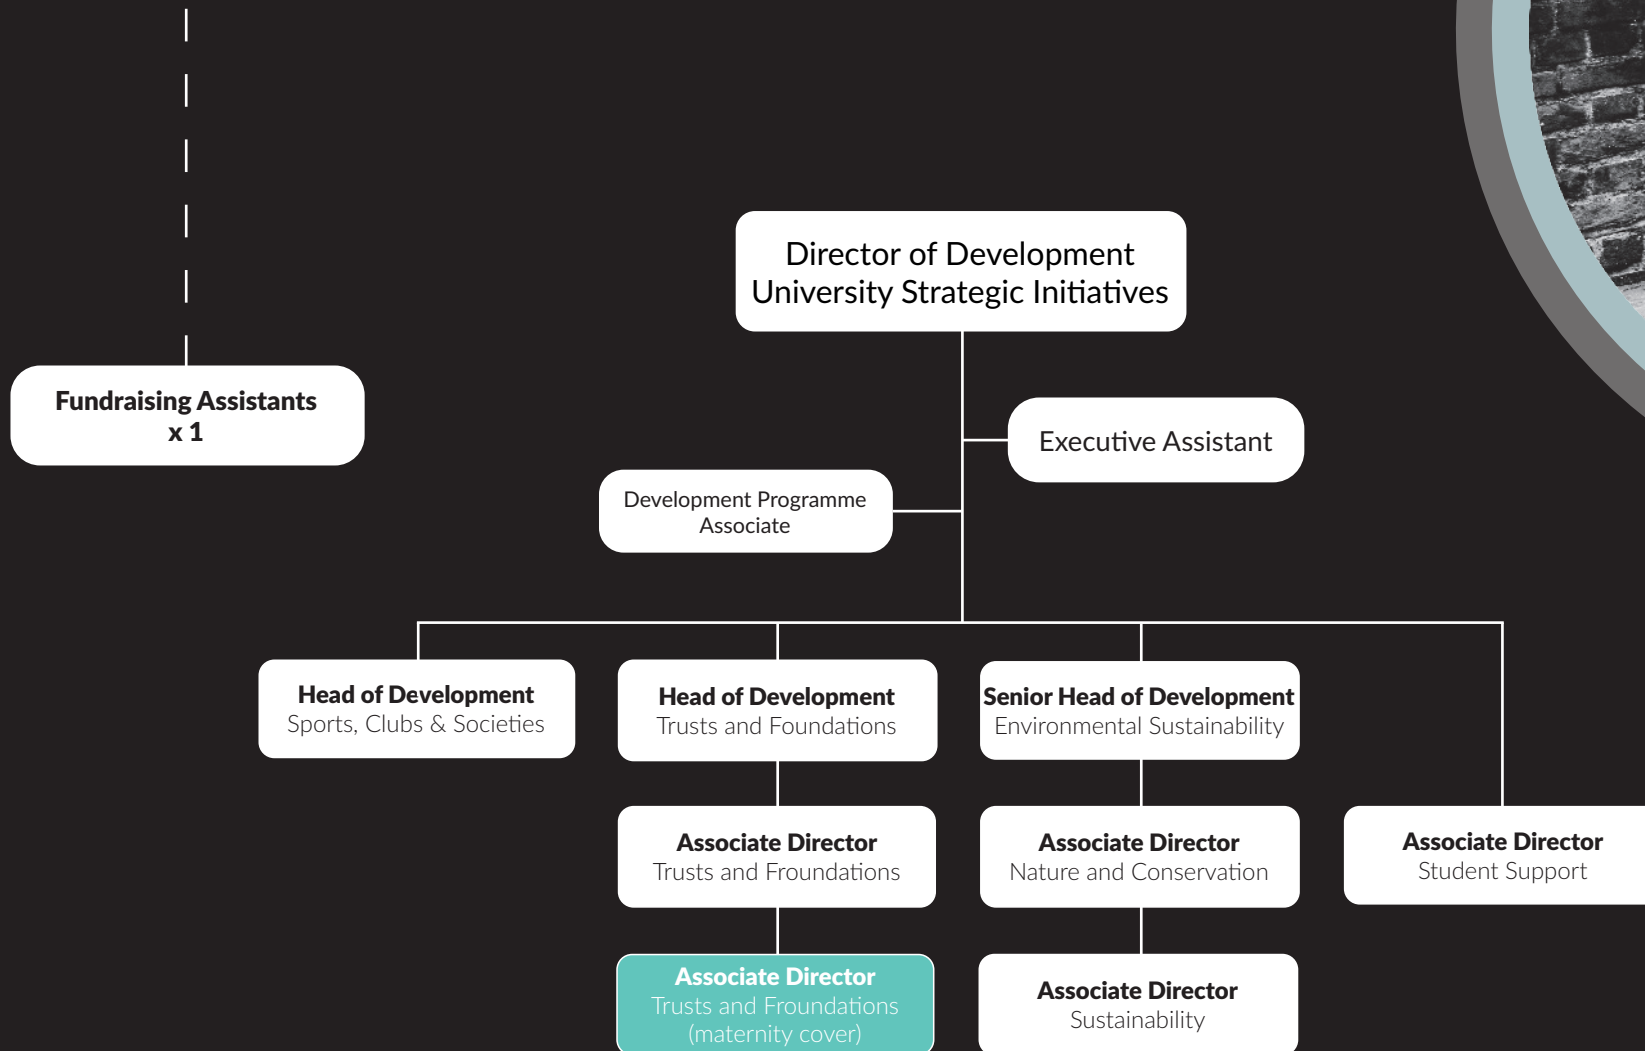 Director of Development
University Strategic Initiatives
Fundraising Assistants
x 1
Executive Assistant
Development Programme
Associate
Head of Development
Sports, Clubs & Societies
Head of Development
Trusts and Foundations
Senior Head of Development
Environmental Sustainability
Associate Director
Trusts and Froundations
Associate Director
Nature and Conservation
Associate Director
Student Support
Associate Director
Trusts and Froundations
(maternity cover)
Associate Director
Sustainability